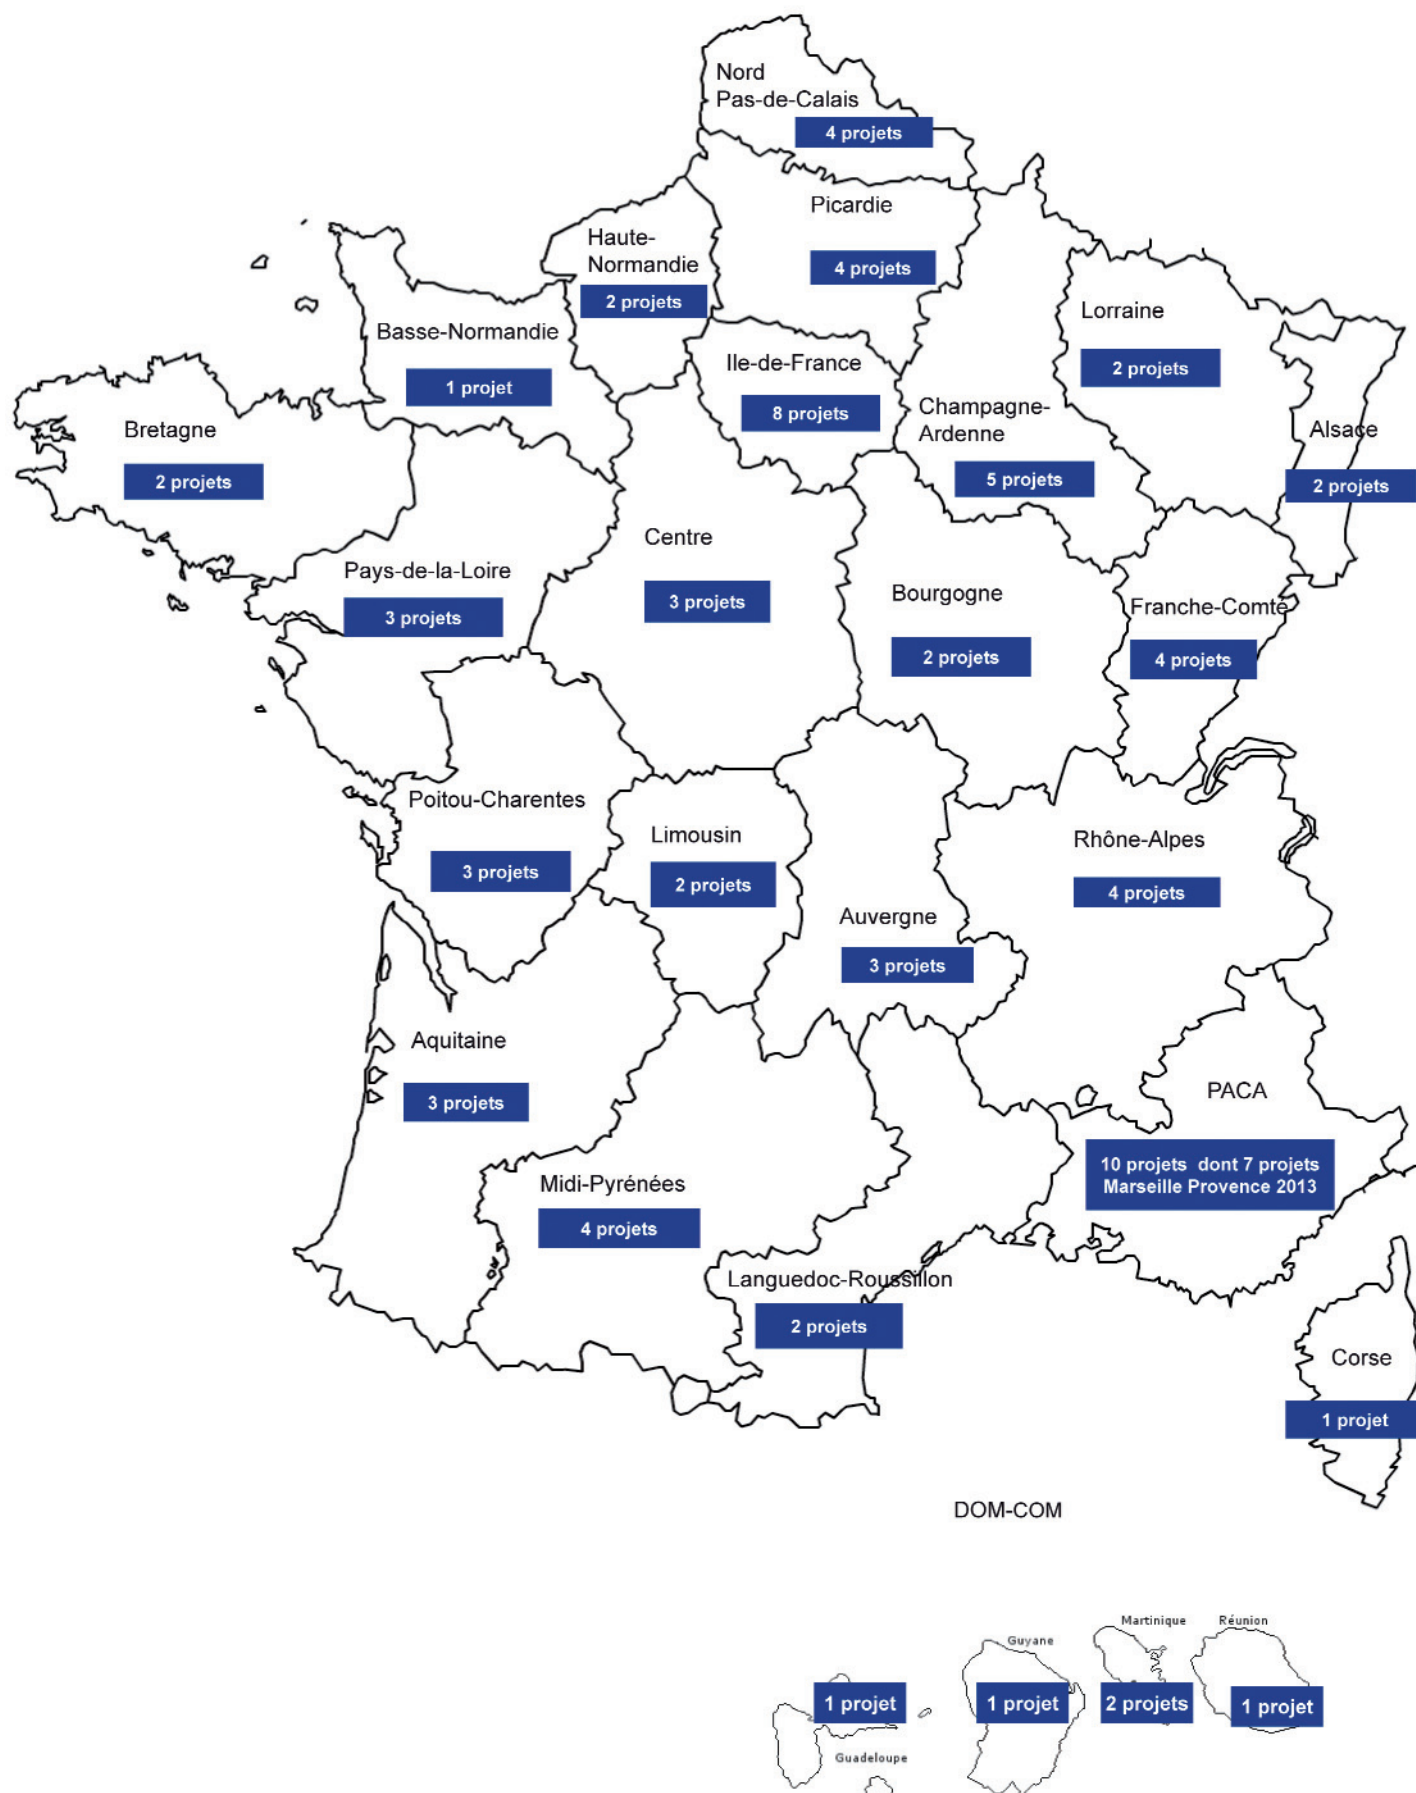 Nord
Pas-de-Calais
4 projets
Picardie
4 projets
Haute-
Normandie
2 projets
Basse-Normandie
1 projet
Ile-de-France
8 projets
Champagne-
Ardenne
5 projets
Lorraine
2 projets
Alsace
2 projets
Bretagne
2 projets
Pays-de-la-Loire
3 projets
Centre
3 projets
Bourgogne
2 projets
Franche-Comté
4 projets
Poitou-Charentes
3 projets
Limousin
2 projets
Auvergne
3 projets
Rhône-Alpes
4 projets
Aquitaine
3 projets
Midi-Pyrénées
4 projets
Languedoc-Roussillon
2 projets
PACA
10 projets dont 7 projets
Marseille Provence 2013
Corse
1 projet
DOM-COM
Guadeloupe
1 projet
Guyane
1 projet
Martinique
2 projets
Réunion
1 projet